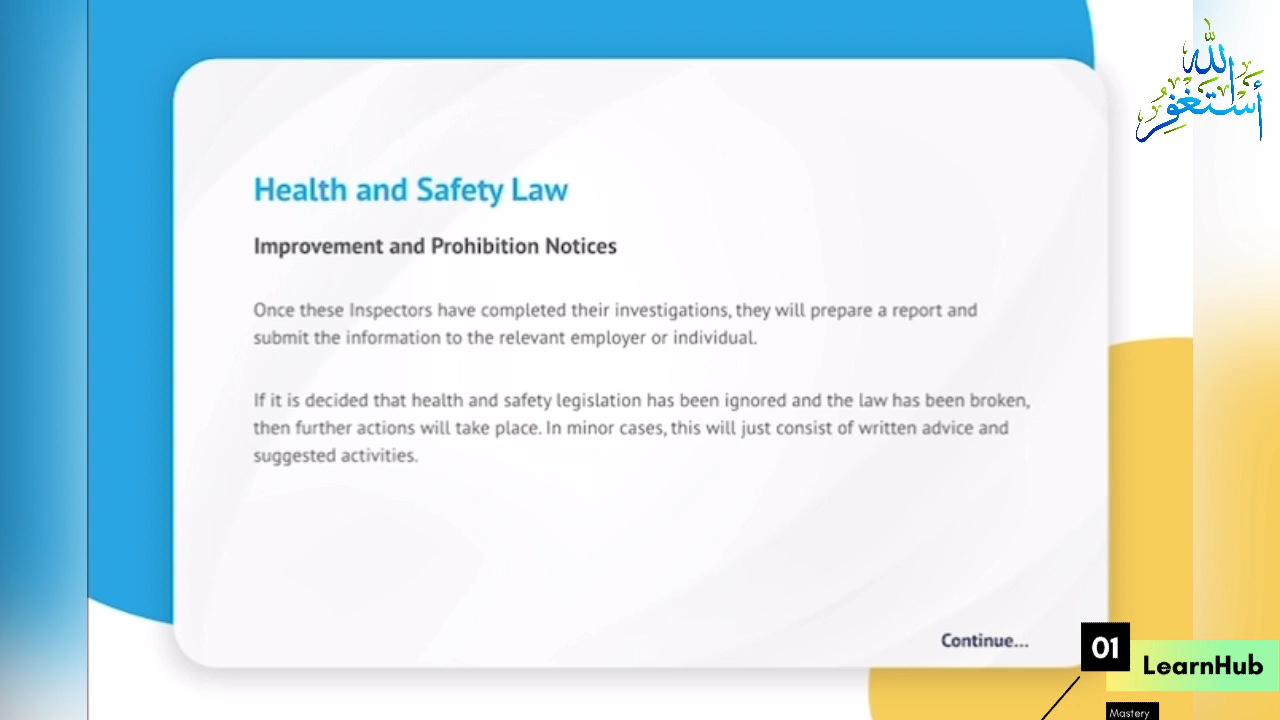 أستغفر الله
Health and Safety Law
Improvement and Prohibition Notices
Once these Inspectors have completed their investigations, they will prepare a report and
submit the information to the relevant employer or individual.
If it is decided that health and safety legislation has been ignored and the law has been broken,
then further actions will take place. In minor cases, this will just consist of written advice and
suggested activities.
Continue...
01
LearnHub
Mastery